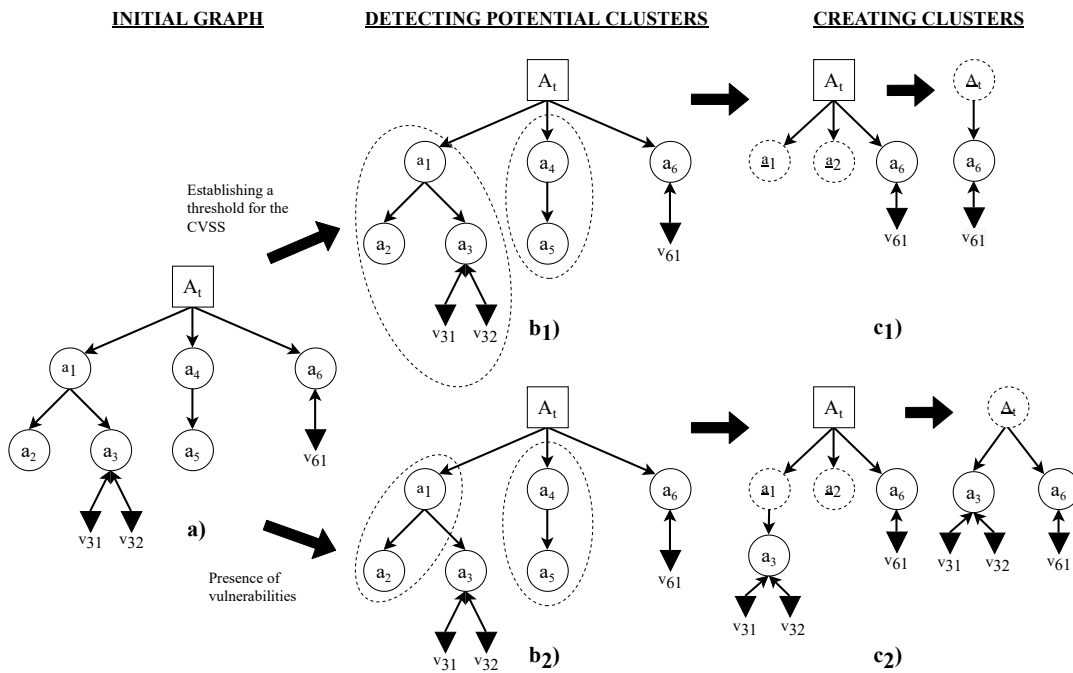 INITIAL GRAPH
DETECTING POTENTIAL CLUSTERS
CREATING CLUSTERS
Aₜ
a₁ a₄ a₆
a₂ a₃ a₅
v₆₁
v₃₁ v₃₂
a)
Establishing a
threshold for the
CVSS
Presence of
vulnerabilities
Aₜ
a₁ a₄ a₆
a₂ a₃ a₅
v₆₁
v₃₁ v₃₂
b1)
Aₜ
a1 a2 a₆
v₆₁
Aₜ
a₆
v₆₁
c1)
Aₜ
a₁ a₄ a₆
a₂ a₃ a₅
v₆₁
v₃₁ v₃₂
b2)
Aₜ
a1 a2 a₆
v₆₁
a₃
v₃₁ v₃₂
Aₜ
a₃ a₆
v₃₁ v₃₂ v₆₁
c2)